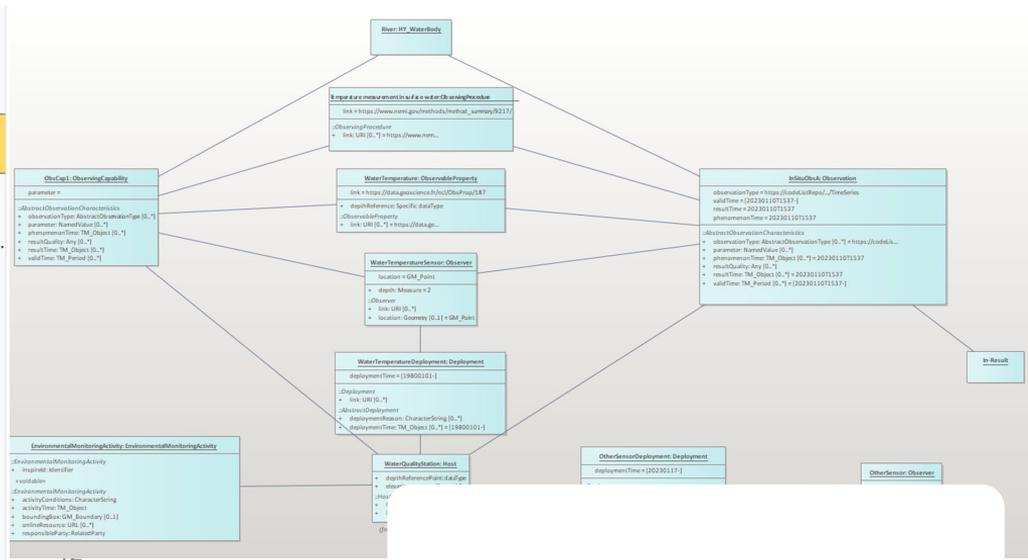 River: HY_WaterBody
Temperature measurement in surface water:ObservingProcedure
link = https://www.nemi.gov/methods/method_summary/9217/
::ObservingProcedure
+ link: URI [0..*] = https://www.nem...
ObsCap1: ObservingCapability
parameter =
::AbstractObservationCharacteristics
+ observationType: AbstractObservationType [0..*]
+ parameter: NamedValue [0..*]
+ phenomenonTime: TM_Object [0..*]
+ resultQuality: Any [0..*]
+ resultTime: TM_Object [0..*]
+ validTime: TM_Period [0..*]
WaterTemperature: ObservableProperty
link = https://data.geoscience.fr/ncl/ObsProp/187
+ depthReference: Specific dataType
::ObservableProperty
+ link: URI [0..*] = https://data.ge...
InSituObsA: Observation
observationType = https://codeListRepo/.../TimeSeries
validTime = [20230110T1537-]
resultTime = 20230110T1537
phenomenonTime = 20230110T1537
::AbstractObservationCharacteristics
+ observationType: AbstractObservationType [0..*] = https://codeLis...
+ parameter: NamedValue [0..*]
+ phenomenonTime: TM_Object [0..*] = 20230110T1537
+ resultQuality: Any [0..*]
+ resultTime: TM_Object [0..*] = 20230110T1537
+ validTime: TM_Period [0..*] = [20230110T1537-]
WaterTemperatureSensor: Observer
location = GM_Point
+ depth: Measure = 2
::Observer
+ link: URI [0..*]
+ location: Geometry [0..1] = GM_Point
WaterTemperatureDeployment: Deployment
deploymentTime = [19800101-]
::Deployment
+ link: URI [0..*]
::AbstractDeployment
+ deploymentReason: CharacterString [0..*]
+ deploymentTime: TM_Object [0..*] = [19800101-]
In-Result
EnvironmentalMonitoringActivity: EnvironmentalMonitoringActivity
::EnvironmentalMonitoringActivity
+ inspireId: Identifier
«voidable»
::EnvironmentalMonitoringActivity
+ activityConditions: CharacterString
+ activityTime: TM_Object
+ boundingBox: GM_Boundary [0..1]
+ onlineResource: URL [0..*]
+ responsibleParty: RelatedParty
WaterQualityStation: Host
+ depthReferencePoint:dataType
OtherSensorDeployment: Deployment
deploymentTime = [20230117-]
OtherSensor: Observer